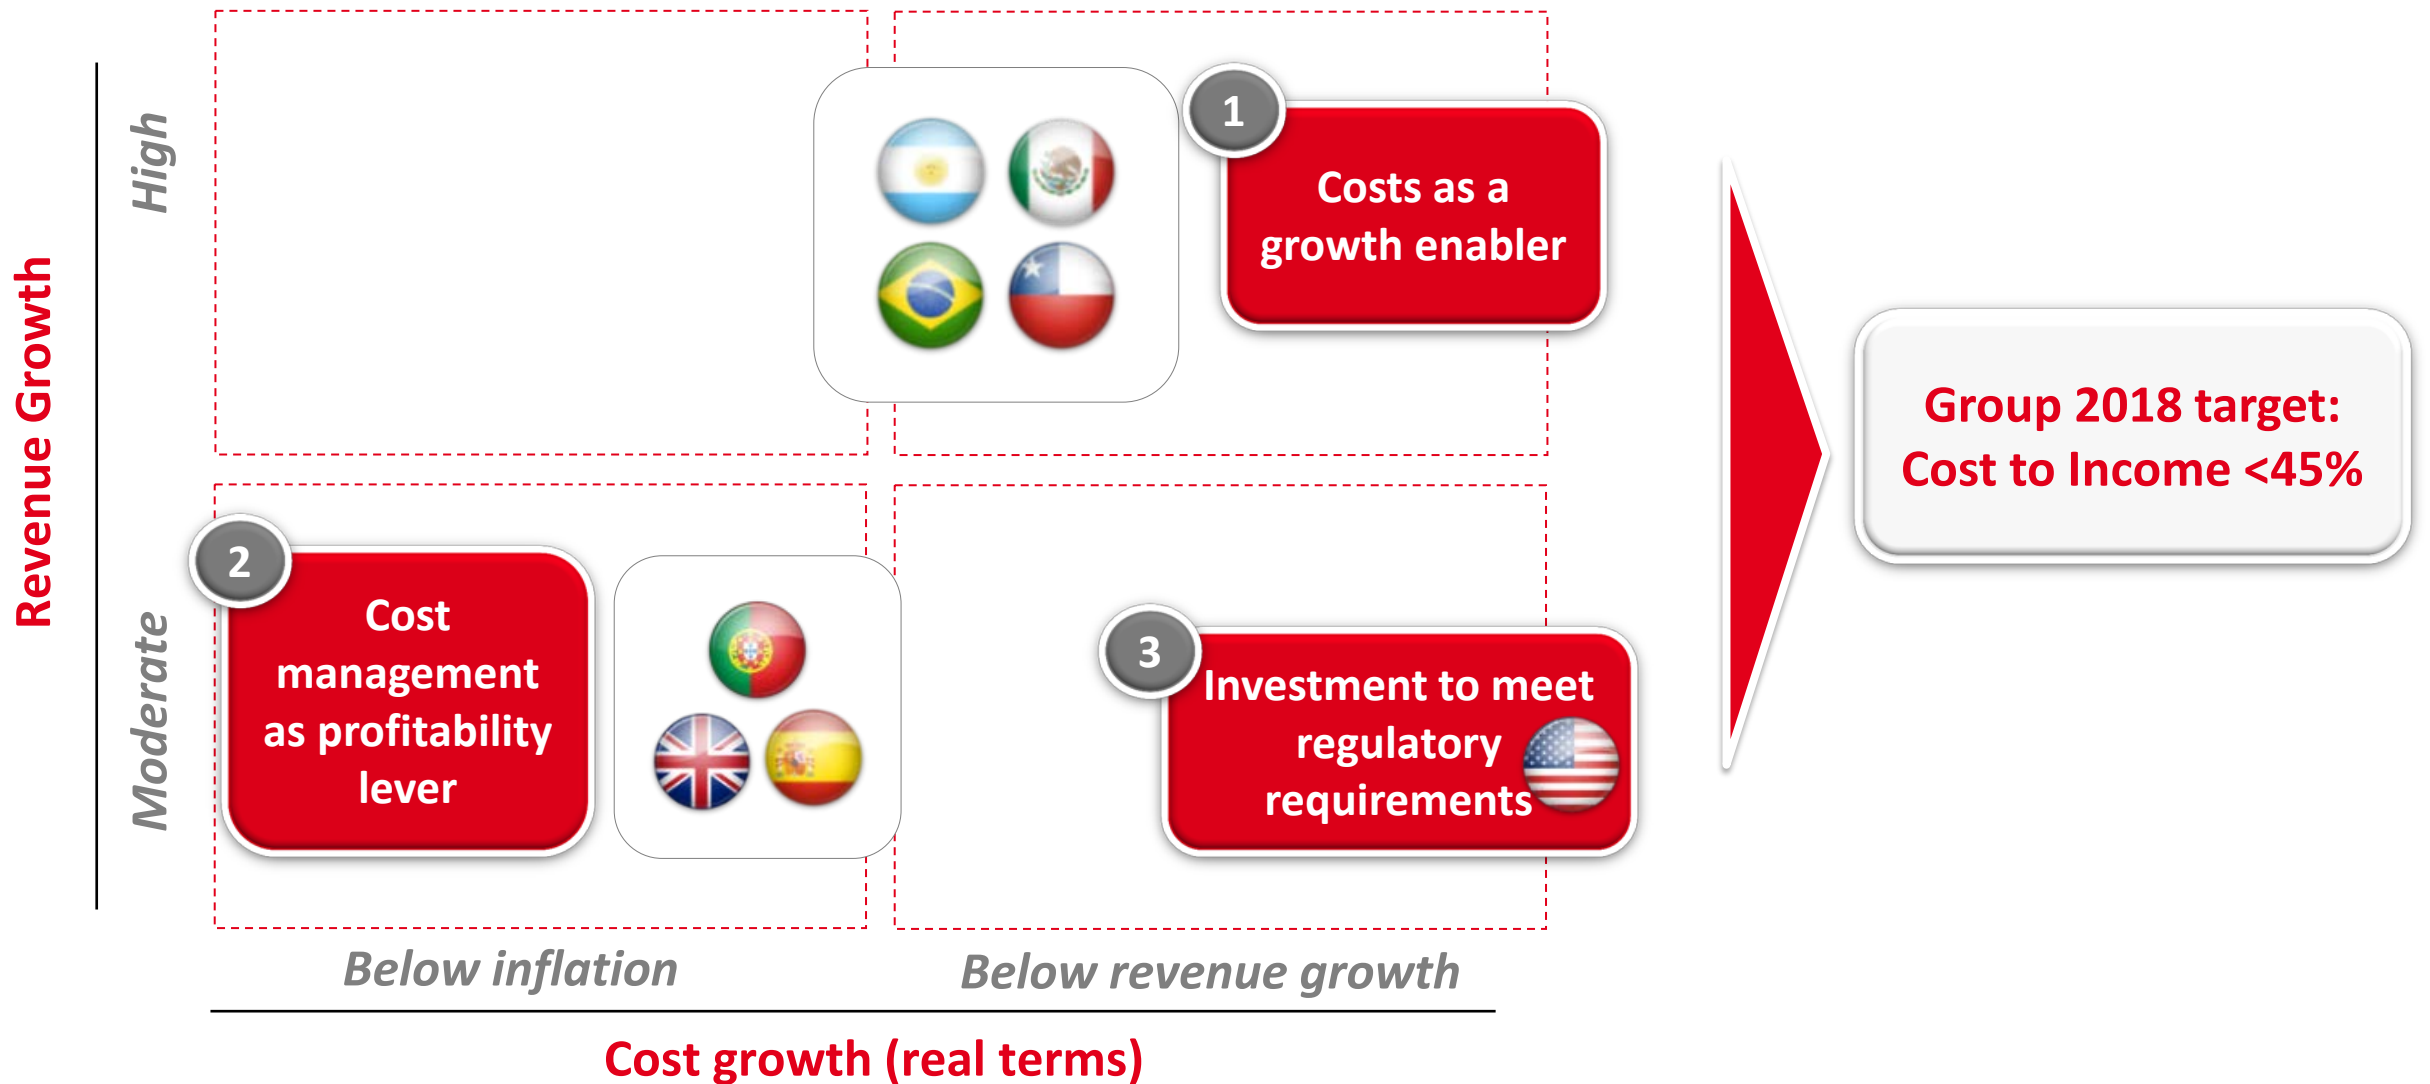 Revenue Growth
High
Moderate
1
Costs as a
growth enabler
2
Cost
management
as profitability
lever
3
Investment to meet
regulatory
requirements
Group 2018 target:
Cost to Income <45%
Below inflation
Below revenue growth
Cost growth (real terms)